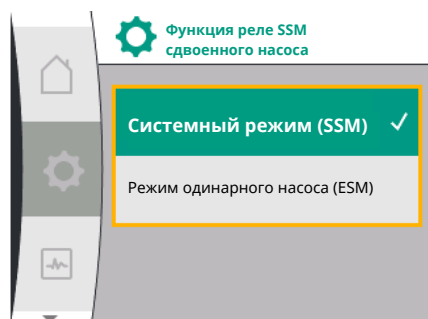 Функция реле SSM
сдвоенного насоса
Системный режим (SSM)
Режим одинарного насоса (ESM)